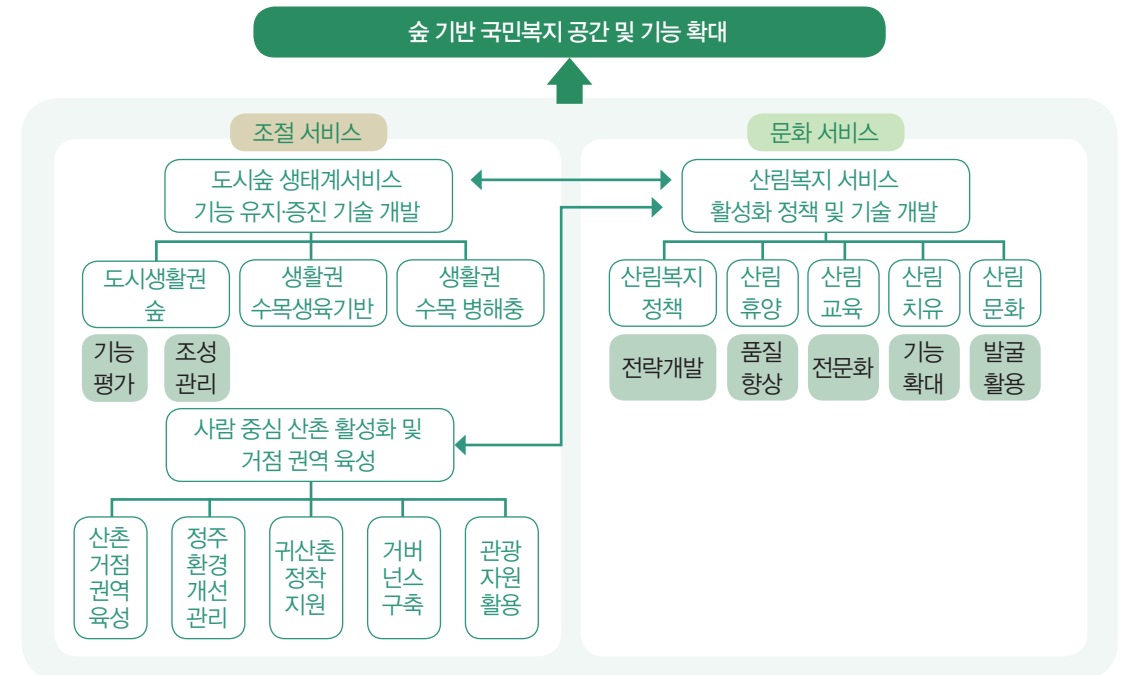 숲 기반 국민복지 공간 및 기능 확대
조절 서비스
도시숲 생태계서비스
기능 유지·증진 기술 개발
도시생활권
숲
생활권
수목생육기반
생활권
수목 병해충
기능
평가
조성
관리
사람 중심 산촌 활성화 및
거점 권역 육성
산촌
거점
권역
육성
정주
환경
개선
관리
귀산촌
정착
지원
거버
넌스
구축
관광
자원
활용
문화 서비스
산림복지 서비스
활성화 정책 및 기술 개발
산림복지
정책
산림
휴양
산림
교육
산림
치유
산림
문화
전략개발
품질
향상
전문화
기능
확대
발굴
활용